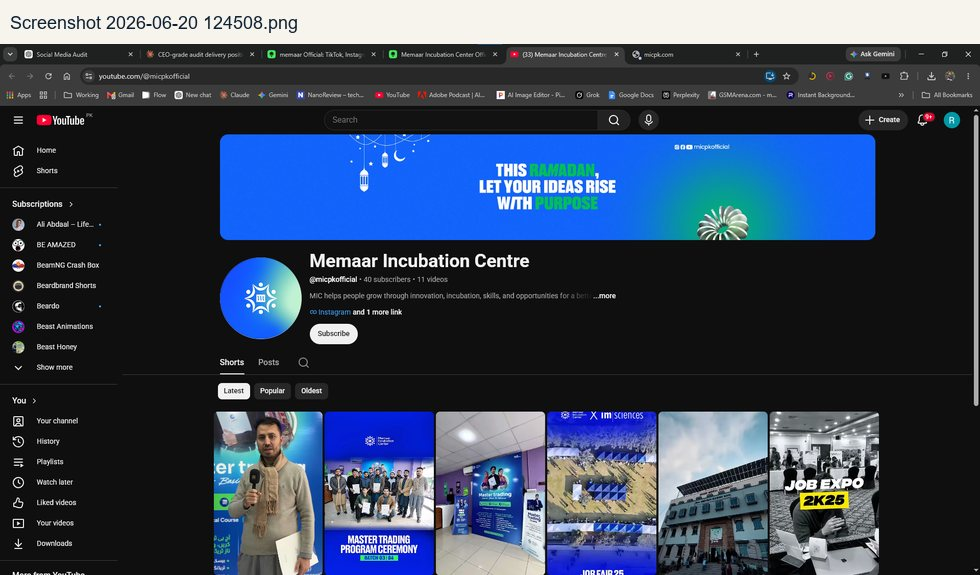 Screenshot 2026-06-20 124508.png
Social Media Audit
CEO-grade audit delivery posi
memaar Official: TikTok, Instag
Memaar Incubation Center Offi
(33) Memaar Incubation Centre
micpk.com
Ask Gemini
youtube.com/@micpkofficial
Apps
Working
Gmail
Flow
New chat
Claude
Gemini
NanoReview – tech...
YouTube
Adobe Podcast | AI...
AI Image Editor - Pi...
Grok
Google Docs
Perplexity
GSMArena.com - m...
Instant Background...
All Bookmarks
YouTube PK
Search
Create
9+
R
Home
Shorts
Subscriptions
Ali Abdaal – Life...
BE AMAZED
BeamNG Crash Box
Beardbrand Shorts
Beardo
Beast Animations
Beast Honey
Show more
You
Your channel
History
Playlists
Watch later
Liked videos
Your videos
Downloads
More from YouTube
micpkofficial
THIS RAMADAN,
LET YOUR IDEAS RISE
WITH PURPOSE
Memaar Incubation Centre
@micpkofficial • 40 subscribers • 11 videos
MIC helps people grow through innovation, incubation, skills, and opportunities for a ...more
Instagram and 1 more link
Subscribe
Shorts
Posts
Latest
Popular
Oldest
Memaar
Incubation
Center
MASTER TRADING
PROGRAM CEREMONY
Master trading
X im sciences
JOB FAIR 25
JOB EXPO
2K25